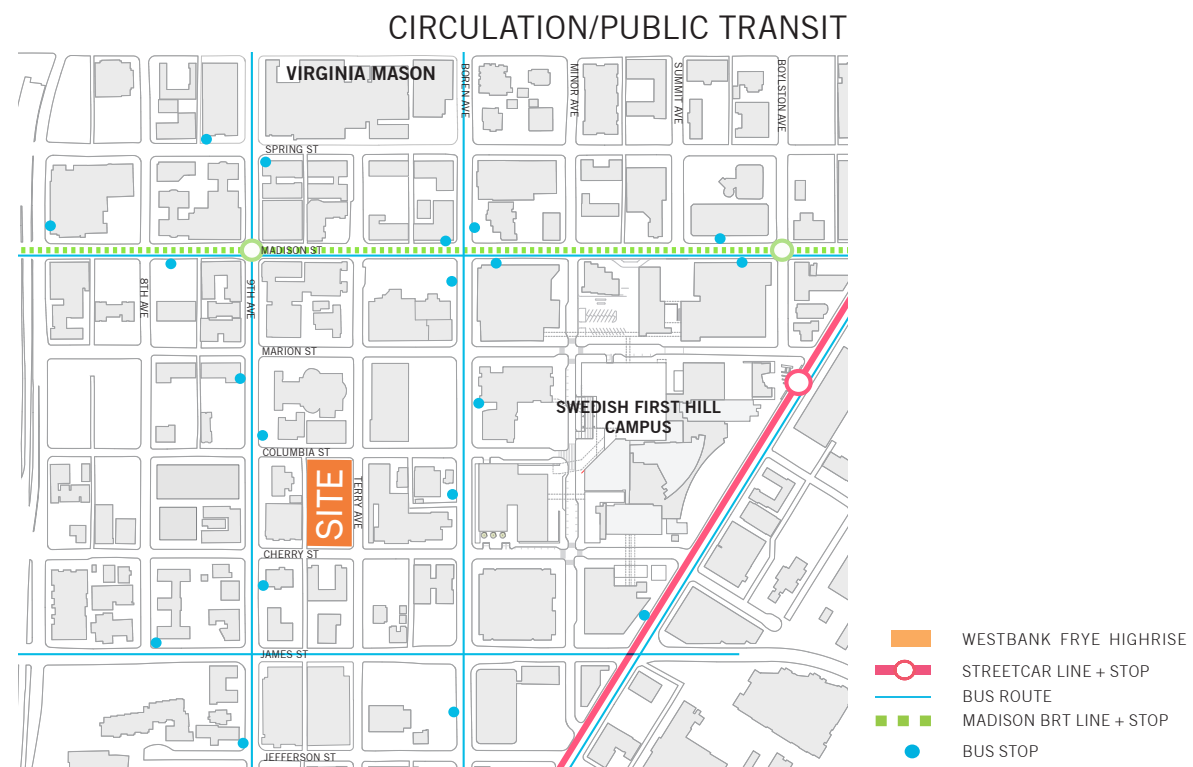 CIRCULATION/PUBLIC TRANSIT
VIRGINIA MASON
BOREN AVE
MINOR AVE
SUMMIT AVE
BOYLSTON AVE
SPRING ST
MADISON ST
8TH AVE
9TH AVE
MARION ST
SWEDISH FIRST HILL
CAMPUS
COLUMBIA ST
SITE
TERRY AVE
CHERRY ST
JAMES ST
JEFFERSON ST
WESTBANK FRYE HIGHRISE
STREETCAR LINE + STOP
BUS ROUTE
MADISON BRT LINE + STOP
BUS STOP